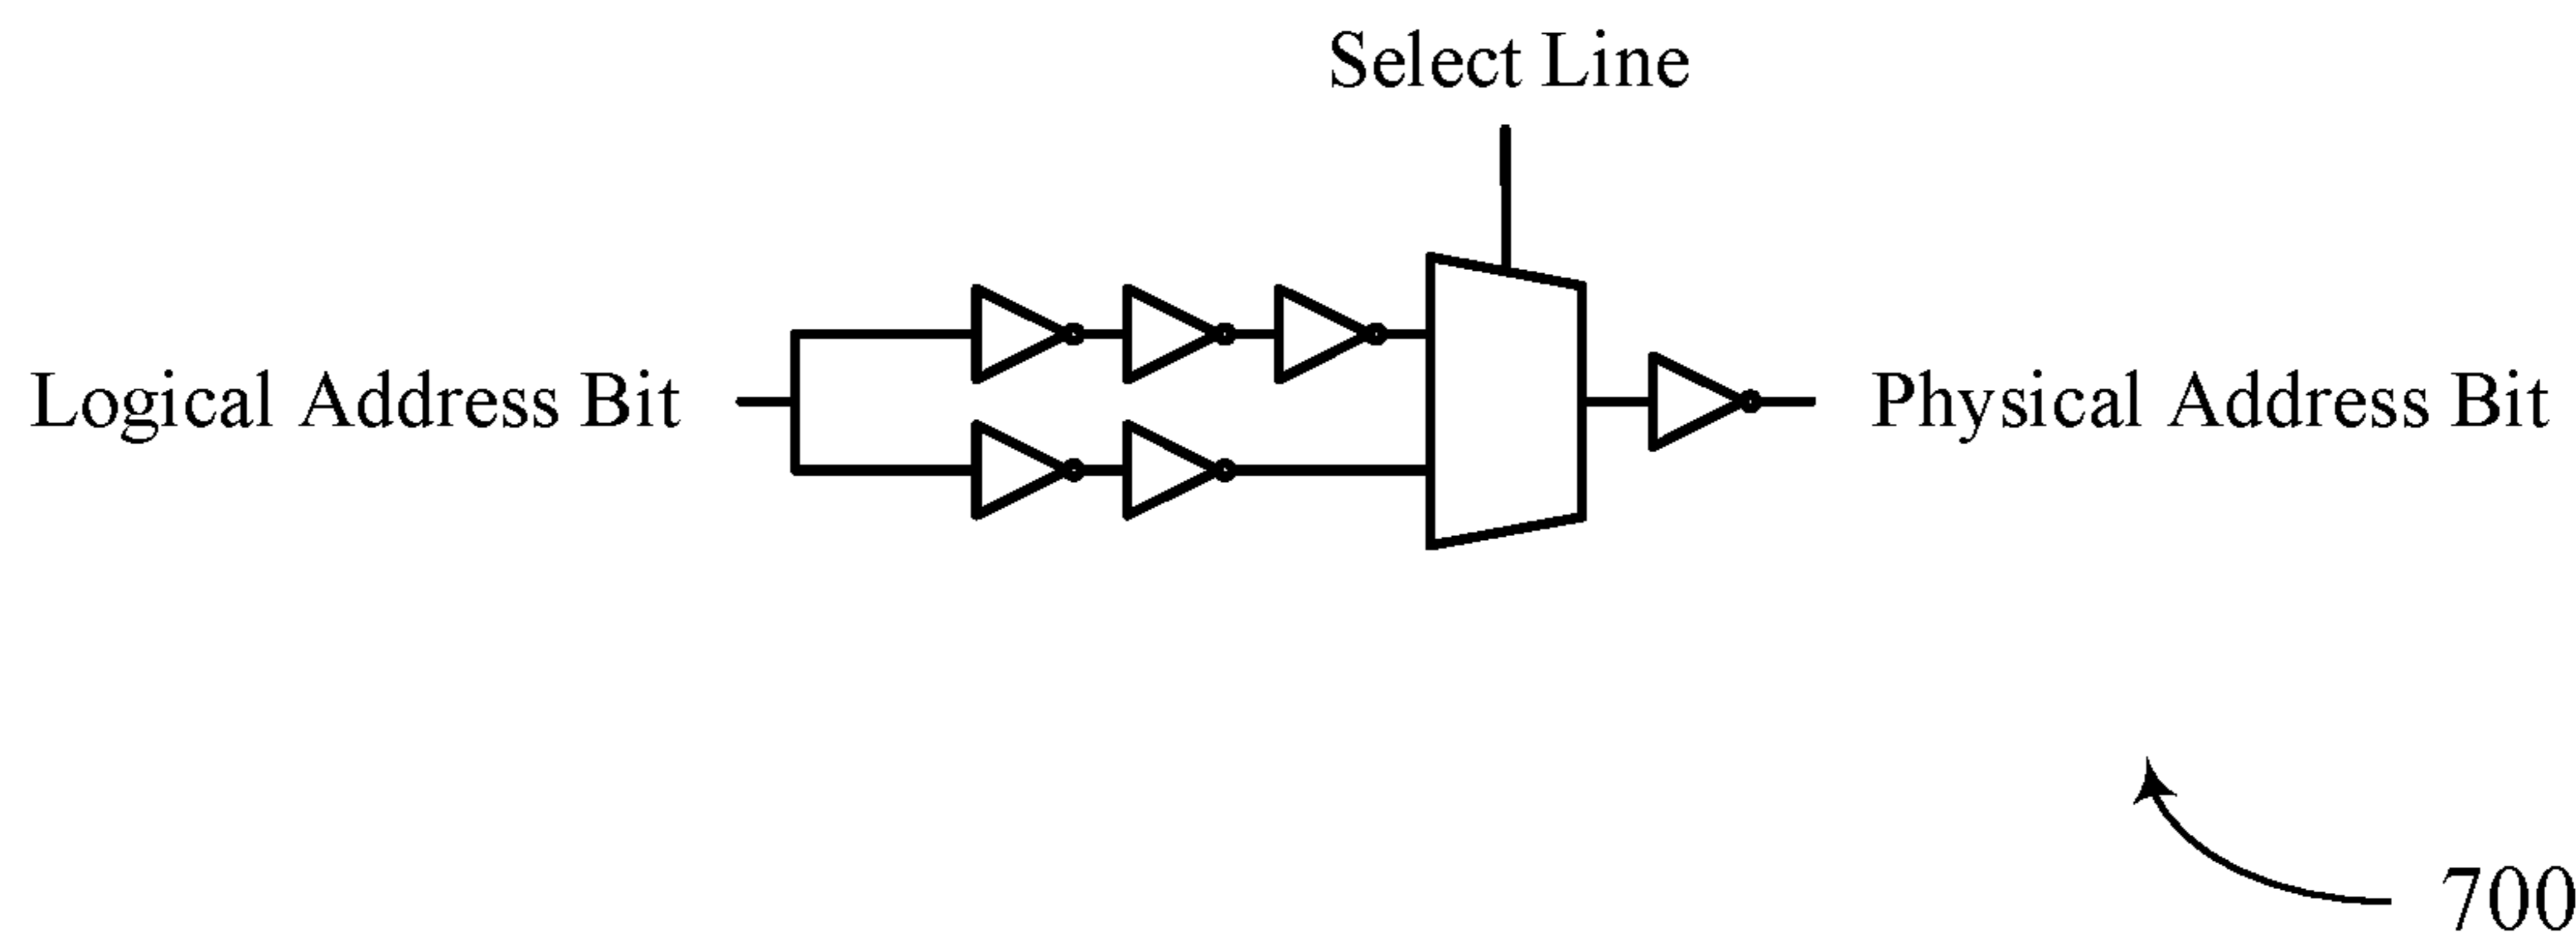 Select Line
Logical Address Bit
Physical Address Bit
700